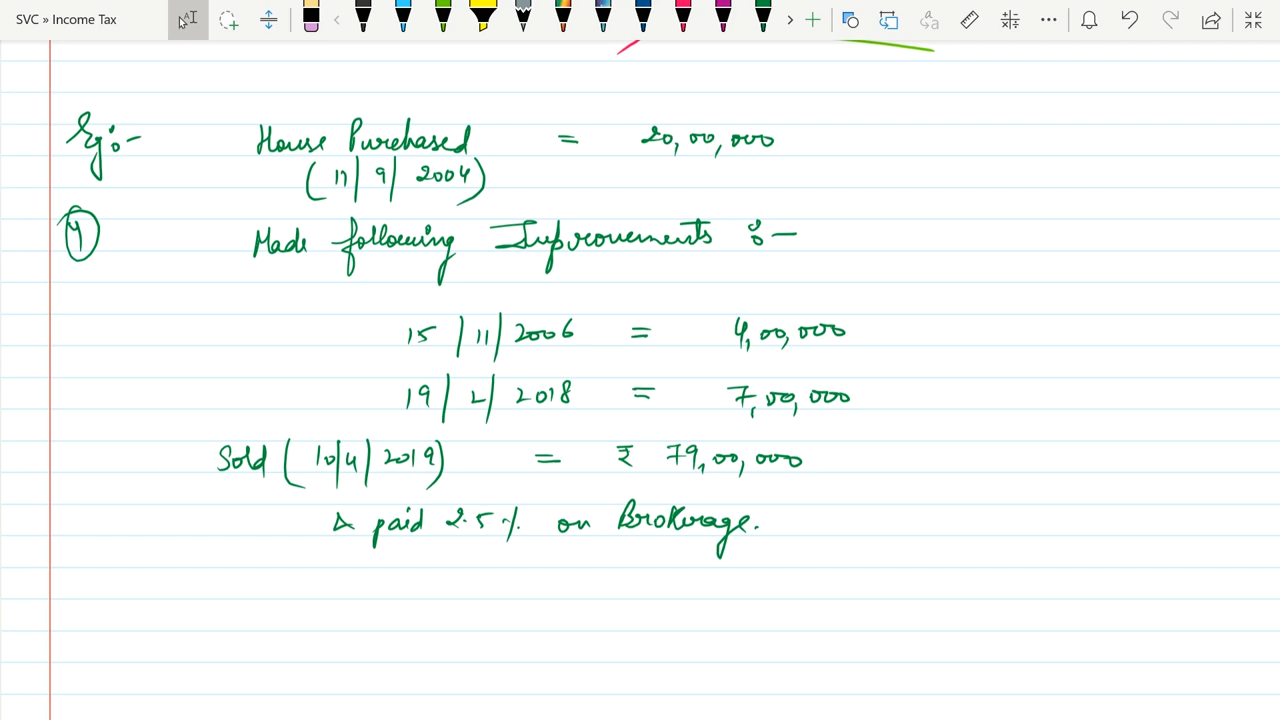 SVC » Income Tax
Eg:-
House Purchased = 20,00,000
(17/9/2004)
4
Made following Improvements :-
15/11/2006 = 4,00,000
19/2/2018 = 7,00,000
Sold (10/4/2019) = ₹ 79,00,000
& paid 2.5% on Brokerage.